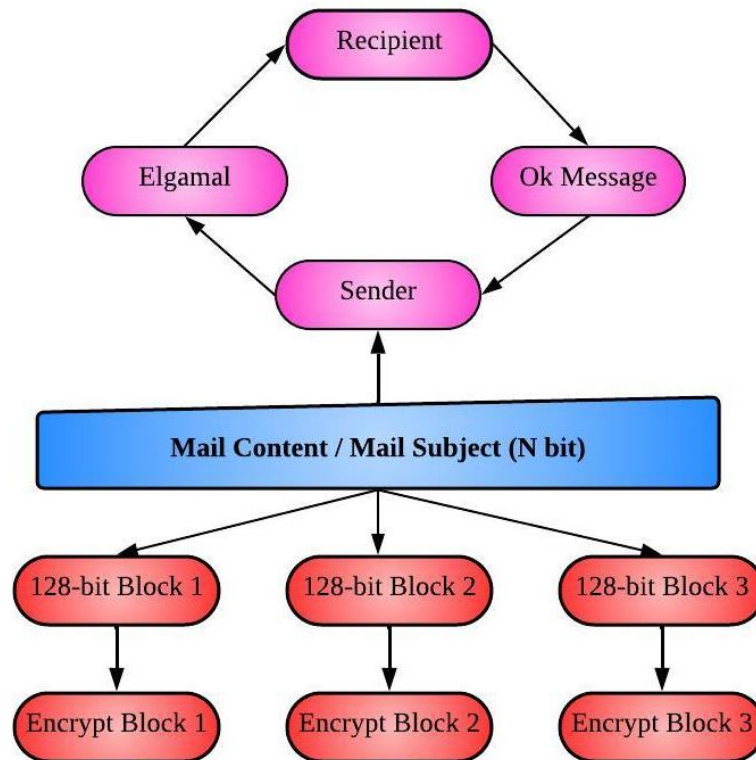 Recipient
Elgamal
Ok Message
Sender
Mail Content / Mail Subject (N bit)
128-bit Block 1
128-bit Block 2
128-bit Block 3
Encrypt Block 1
Encrypt Block 2
Encrypt Block 3